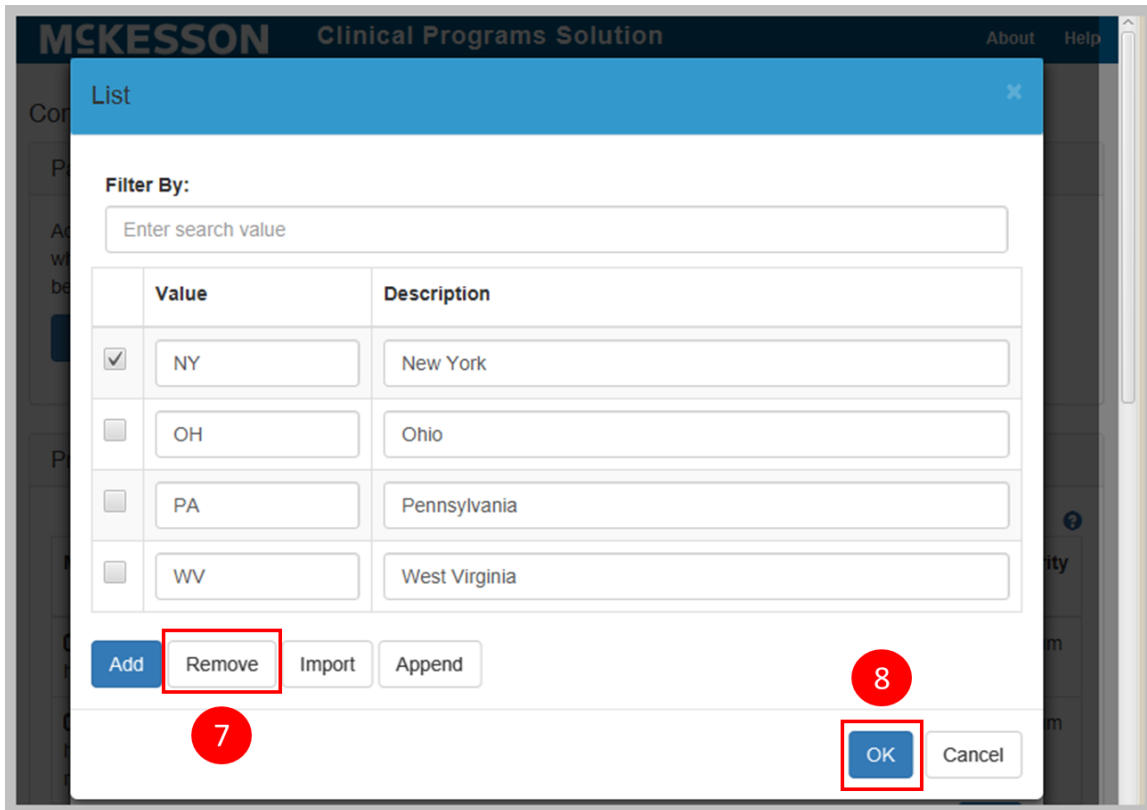 MCKESSON Clinical Programs Solution About Help
List ×
Filter By:
Enter search value
Value Description
NY New York
OH Ohio
PA Pennsylvania
WV West Virginia
Add Remove Import Append
7
8
OK Cancel